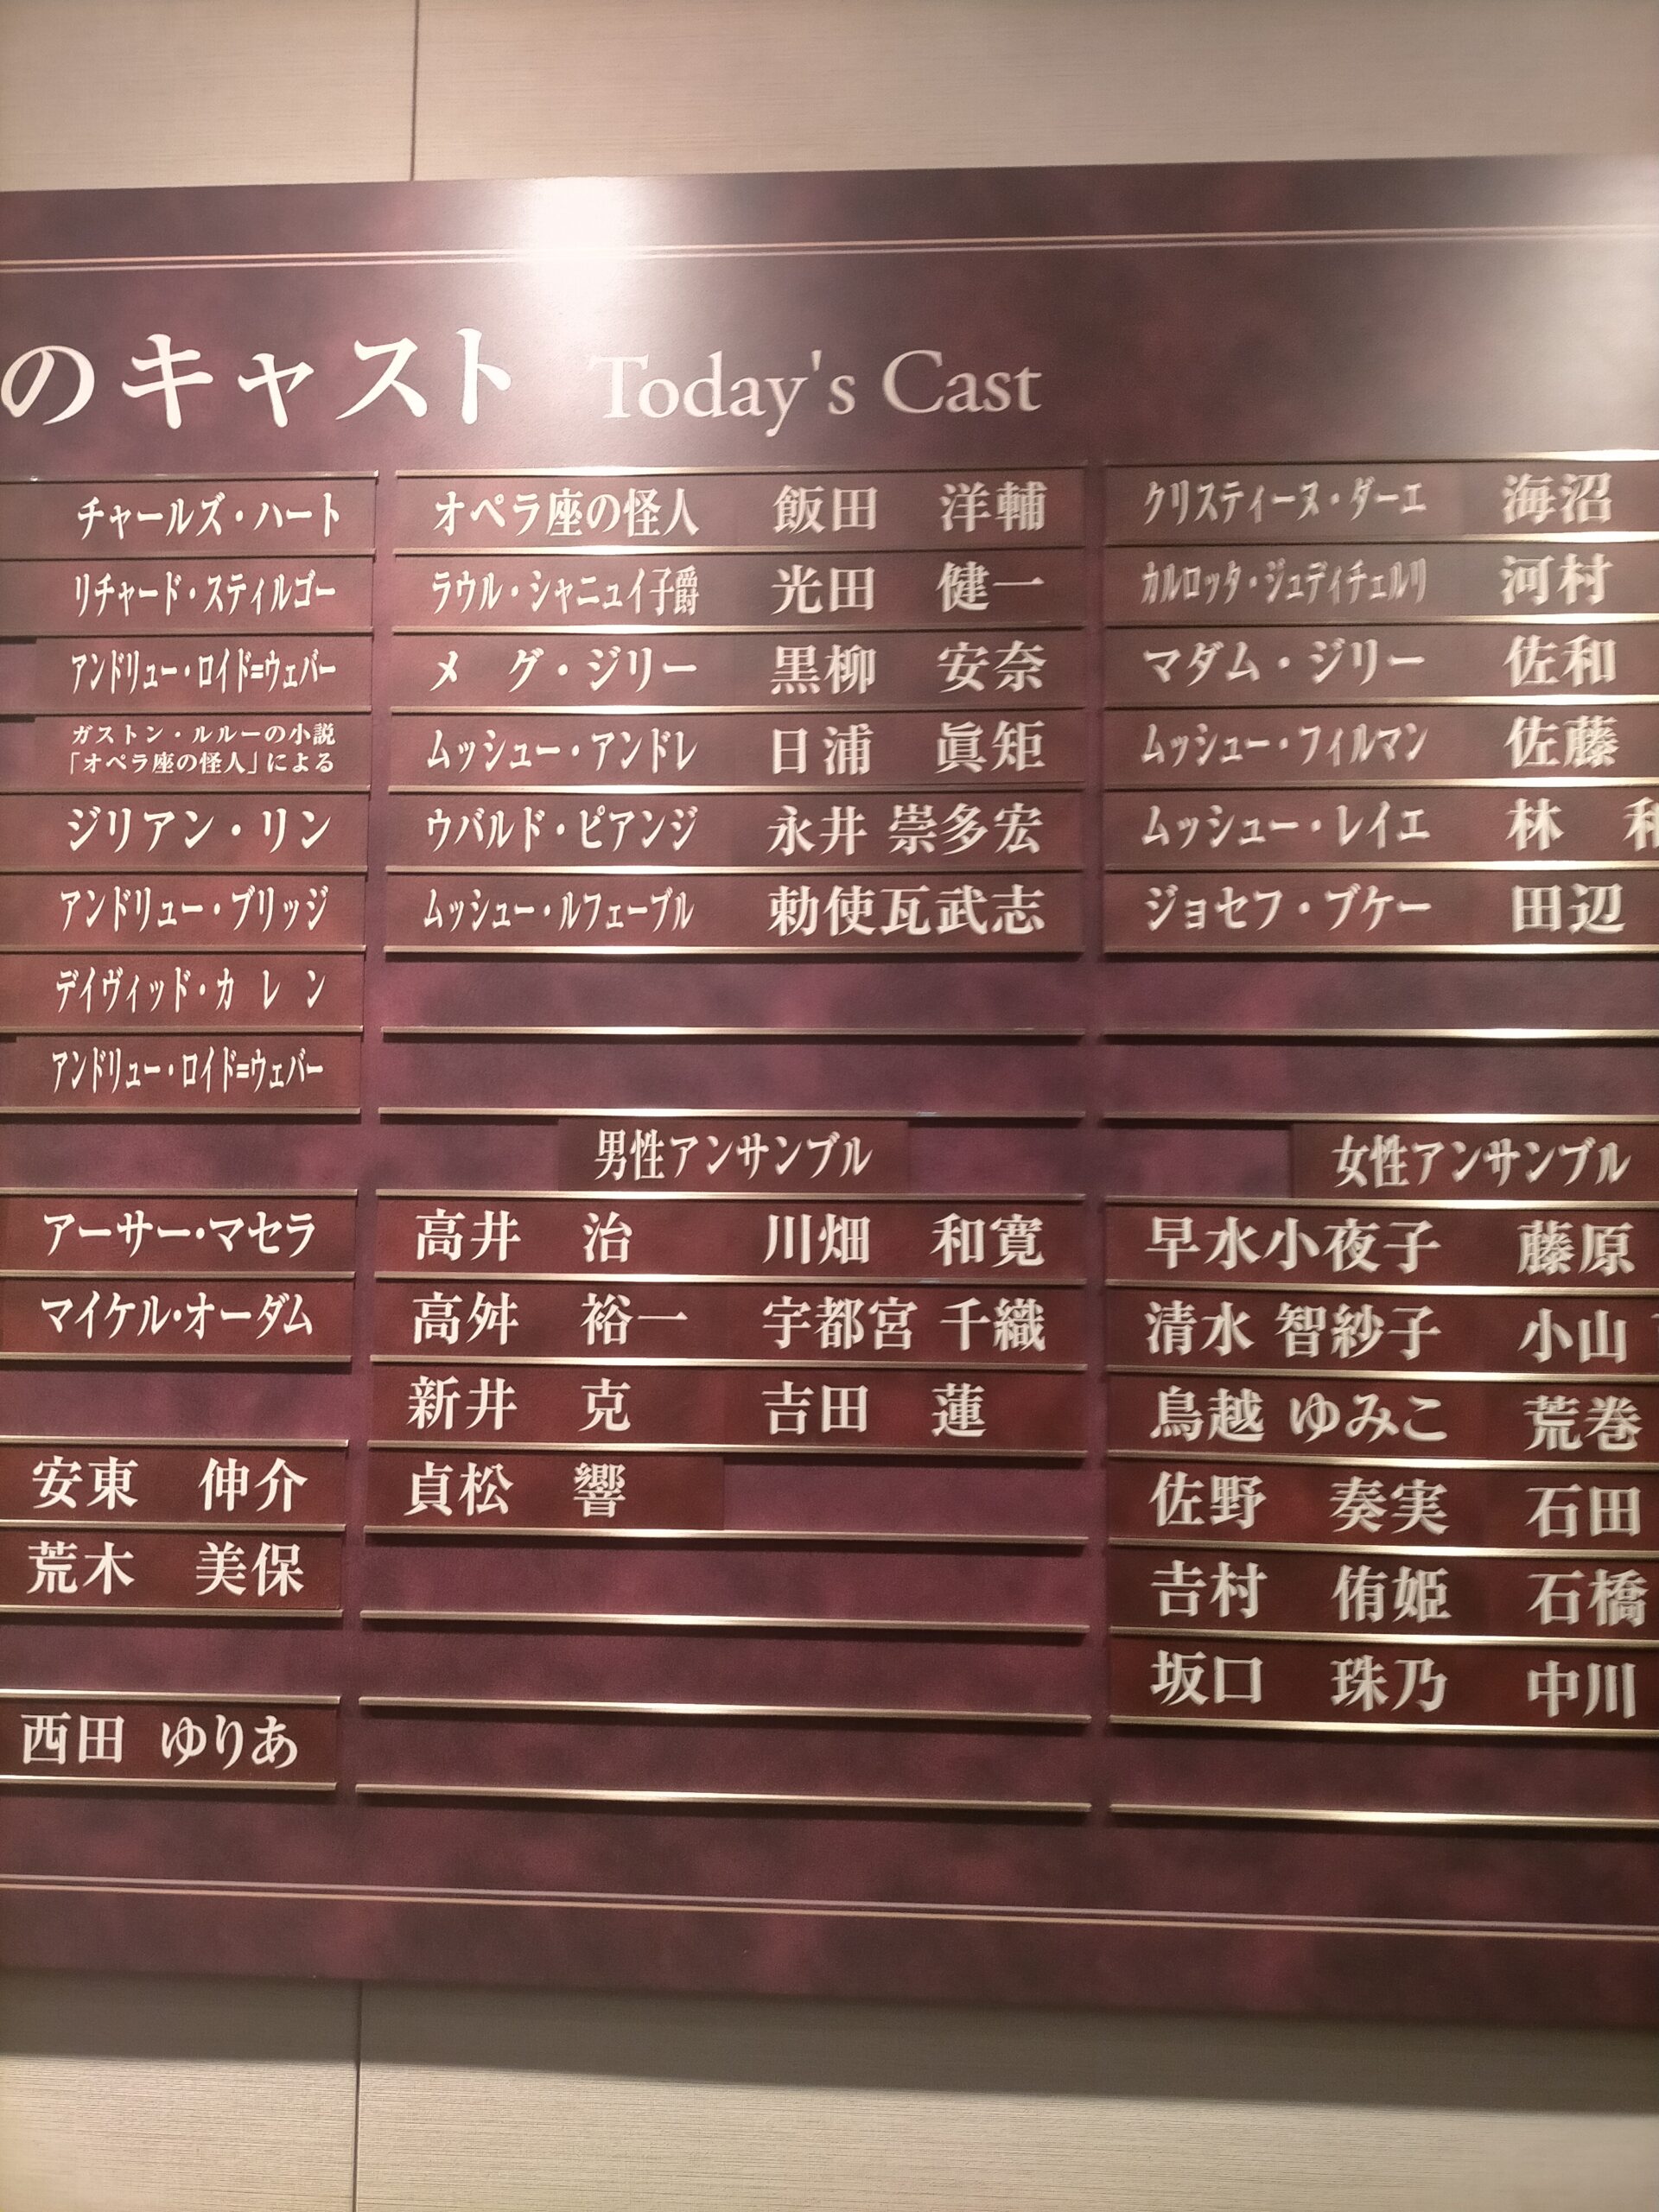 のキャスト Today's Cast
チャールズ・ハート
リチャード・スティルゴー
アンドリュー・ロイド=ウェバー
ガストン・ルルーの小説
「オペラ座の怪人」による
ジリアン・リン
アンドリュー・ブリッジ
デイヴィッド・カレン
アンドリュー・ロイド=ウェバー
アーサー・マセラ
マイケル・オーダム
安東 伸介
荒木 美保
西田 ゆりあ
オペラ座の怪人 飯田 洋輔
ラウル・シャニュイ子爵 光田 健一
メグ・ジリー 黒柳 安奈
ムッシュー・アンドレ 日浦 眞矩
ウバルド・ピアンジ 永井 崇多宏
ムッシュー・ルフェーブル 勅使瓦武志
男性アンサンブル
高井 治 川畑 和寛
高舛 裕一 宇都宮 千織
新井 克 吉田 蓮
貞松 響
クリスティーヌ・ダーエ 海沼
カルロッタ・ジュディチェルリ 河村
マダム・ジリー 佐和
ムッシュー・フィルマン 佐藤
ムッシュー・レイエ 林 和
ジョセフ・ブケー 田辺
女性アンサンブル
早水小夜子 藤原
清水 智紗子 小山
鳥越 ゆみこ 荒巻
佐野 奏実 石田
吉村 侑姫 石橋
坂口 珠乃 中川